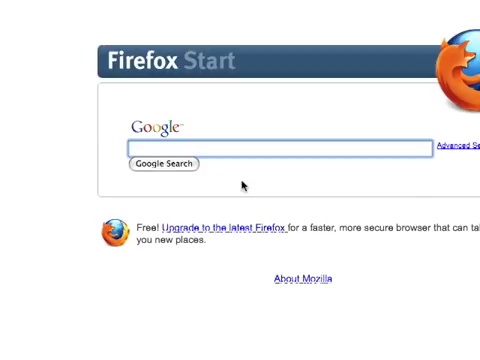 Firefox Start
Google™
Advanced Se
Google Search
Free! Upgrade to the latest Firefox for a faster, more secure browser that can ta
you new places.
About Mozilla